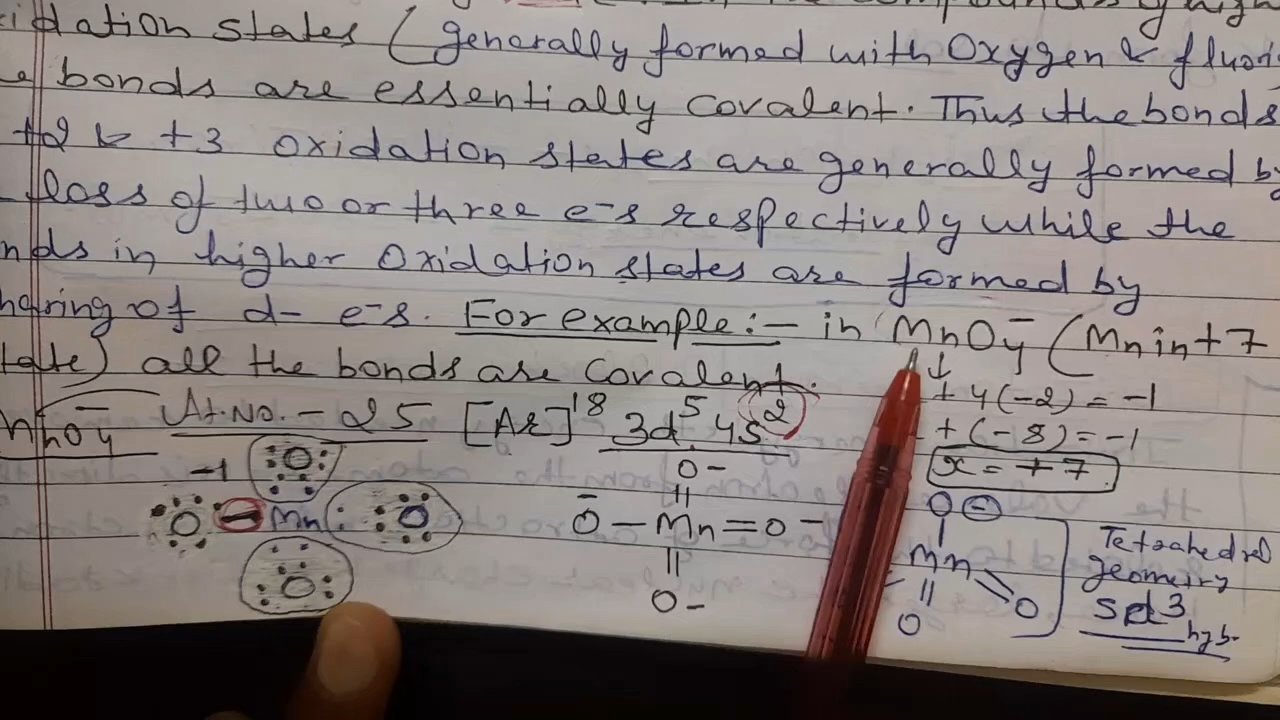 idation states (generally formed with Oxygen & fluori
bonds are essentially covalent. Thus the bonds
+2 & +3 oxidation states are generally formed by
loss of two or three e-s respectively while the
nds in higher Oxidation states are formed by
haring of d- e-s. For example:- in MnO4- (Mn in +7
tate) all the bonds are covalent.
+ 4(-2) = -1
MnO4- At.No. - 25 [Ar]18 3d5 4s2
+ (-8) = -1
x = +7
-1 O
O - Mn : O
O
O-
O- - Mn = O-
O-
O-
Mn
O O
Tetrahedral
geometry
sd3
hyb-